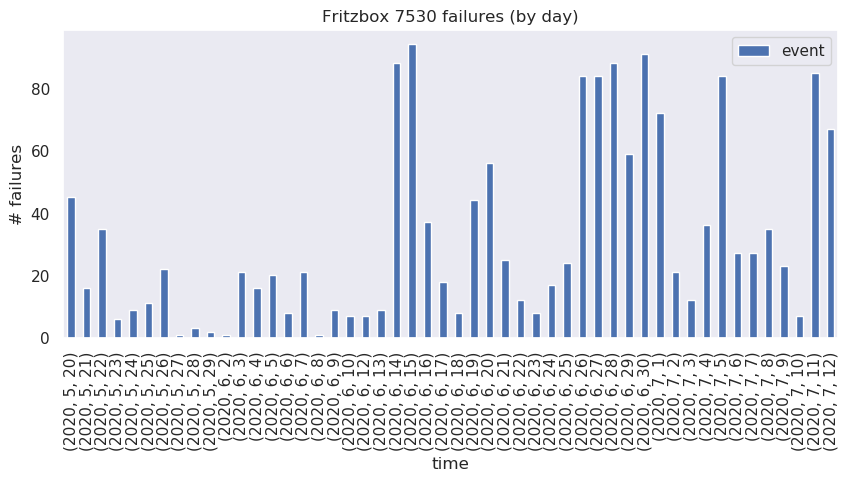 Fritzbox 7530 failures (by day)
event
# failures
80
60
40
20
0
(2020, 5, 20)
(2020, 5, 21)
(2020, 5, 22)
(2020, 5, 23)
(2020, 5, 24)
(2020, 5, 25)
(2020, 5, 26)
(2020, 5, 27)
(2020, 5, 28)
(2020, 5, 29)
(2020, 6, 2)
(2020, 6, 3)
(2020, 6, 4)
(2020, 6, 5)
(2020, 6, 6)
(2020, 6, 7)
(2020, 6, 8)
(2020, 6, 9)
(2020, 6, 10)
(2020, 6, 12)
(2020, 6, 13)
(2020, 6, 14)
(2020, 6, 15)
(2020, 6, 16)
(2020, 6, 17)
(2020, 6, 18)
(2020, 6, 19)
(2020, 6, 20)
(2020, 6, 21)
(2020, 6, 22)
(2020, 6, 23)
(2020, 6, 24)
(2020, 6, 25)
(2020, 6, 26)
(2020, 6, 27)
(2020, 6, 28)
(2020, 6, 29)
(2020, 6, 30)
(2020, 7, 1)
(2020, 7, 2)
(2020, 7, 3)
(2020, 7, 4)
(2020, 7, 5)
(2020, 7, 6)
(2020, 7, 7)
(2020, 7, 8)
(2020, 7, 9)
(2020, 7, 10)
(2020, 7, 11)
(2020, 7, 12)
time